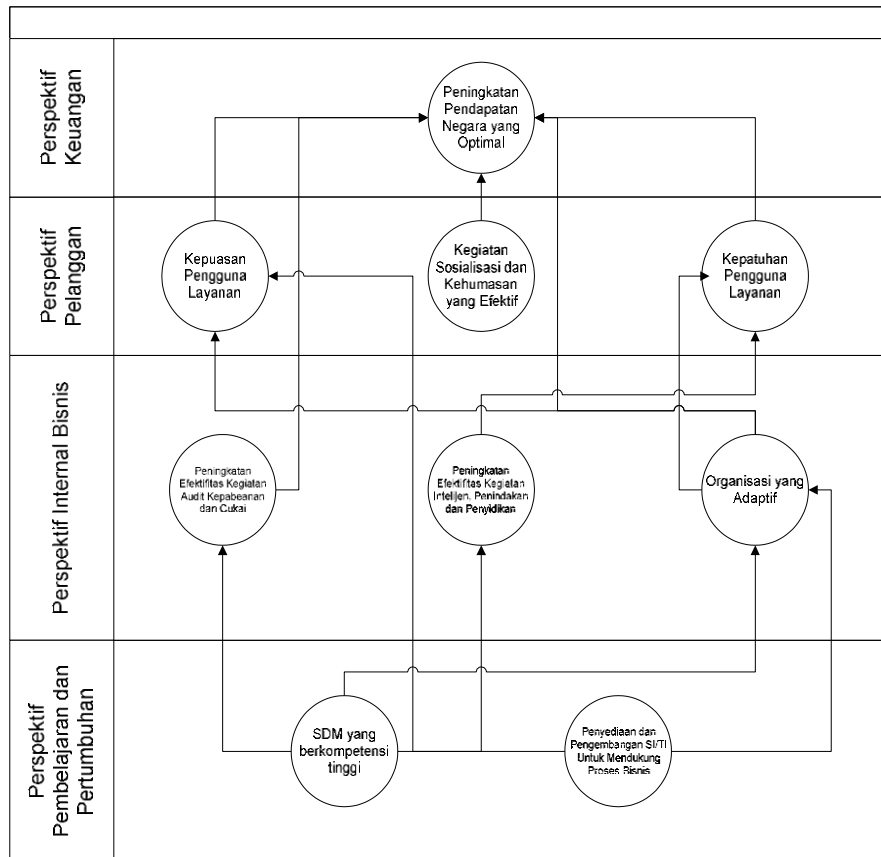 Perspektif
Keuangan
Peningkatan
Pendapatan
Negara yang
Optimal
Perspektif
Pelanggan
Kepuasan
Pengguna
Layanan
Kegiatan
Sosialisasi dan
Kehumasan
yang Efektif
Kepatuhan
Pengguna
Layanan
Perspektif Internal Bisnis
Peningkatan
Efektifitas Kegiatan
Audit Kepabeanan
dan Cukai
Peningkatan
Efektifitas Kegiatan
Intelijen, Penindakan
dan Penyidikan
Organisasi yang
Adaptif
Perspektif
Pembelajaran dan
Pertumbuhan
SDM yang
berkompetensi
tinggi
Penyediaan dan
Pengembangan SI/TI
Untuk Mendukung
Proses Bisnis